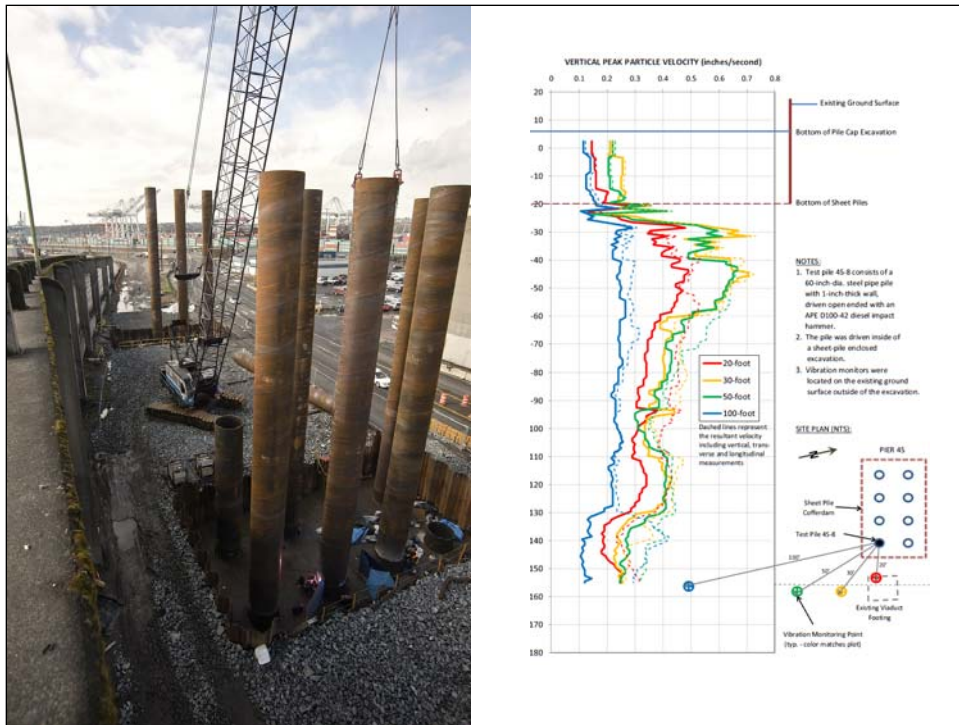 VERTICAL PEAK PARTICLE VELOCITY (inches/second)
0 0.1 0.2 0.3 0.4 0.5 0.6 0.7 0.8
20
10
0
-10
-20
-30
-40
-50
-60
-70
-80
-90
100
110
120
130
140
150
160
170
180
Existing Ground Surface
Bottom of Pile Cap Excavation
Bottom of Sheet Piles
20-foot
30-foot
50-foot
100-foot
Dashed lines represent
the resultant velocity
including vertical, trans-
verse and longitudinal
measurements
NOTES:
1. Test pile 45-8 consists of a
60-inch-dia. steel pipe pile
with 1-inch-thick wall,
driven open ended with an
APE D100-42 diesel impact
hammer.
2. The pile was driven inside of
a sheet-pile enclosed
excavation.
3. Vibration monitors were
located on the existing ground
surface outside of the excavation.
SITE PLAN (NTS):
N
PIER 45
Sheet Pile
Cofferdam
Test Pile 45-8
100'
50'
30'
20'
Existing Viaduct
Footing
Vibration Monitoring Point
(typ. - color matches plot)